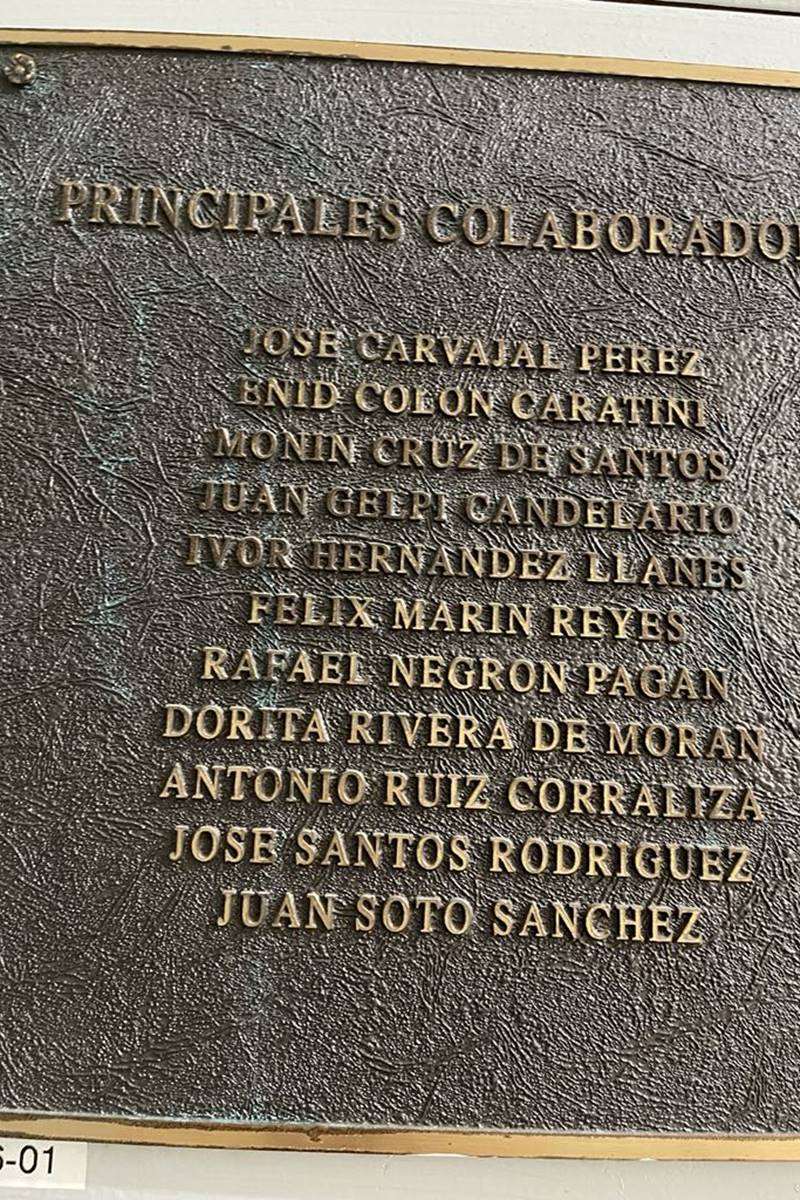 PRINCIPALES COLABORADO
JOSE CARVAJAL PEREZ
ENID COLON CARATINI
MONIN CRUZ DE SANTOS
JUAN GELPI CANDELARIO
IVOR HERNANDEZ LLANES
FELIX MARIN REYES
RAFAEL NEGRON PAGAN
DORITA RIVERA DE MORAN
ANTONIO RUIZ CORRALIZA
JOSE SANTOS RODRIGUEZ
JUAN SOTO SANCHEZ
-01